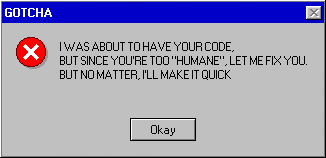 GOTCHA
I WAS ABOUT TO HAVE YOUR CODE,
BUT SINCE YOU'RE TOO "HUMANE", LET ME FIX YOU.
BUT NO MATTER, I'LL MAKE IT QUICK
Okay